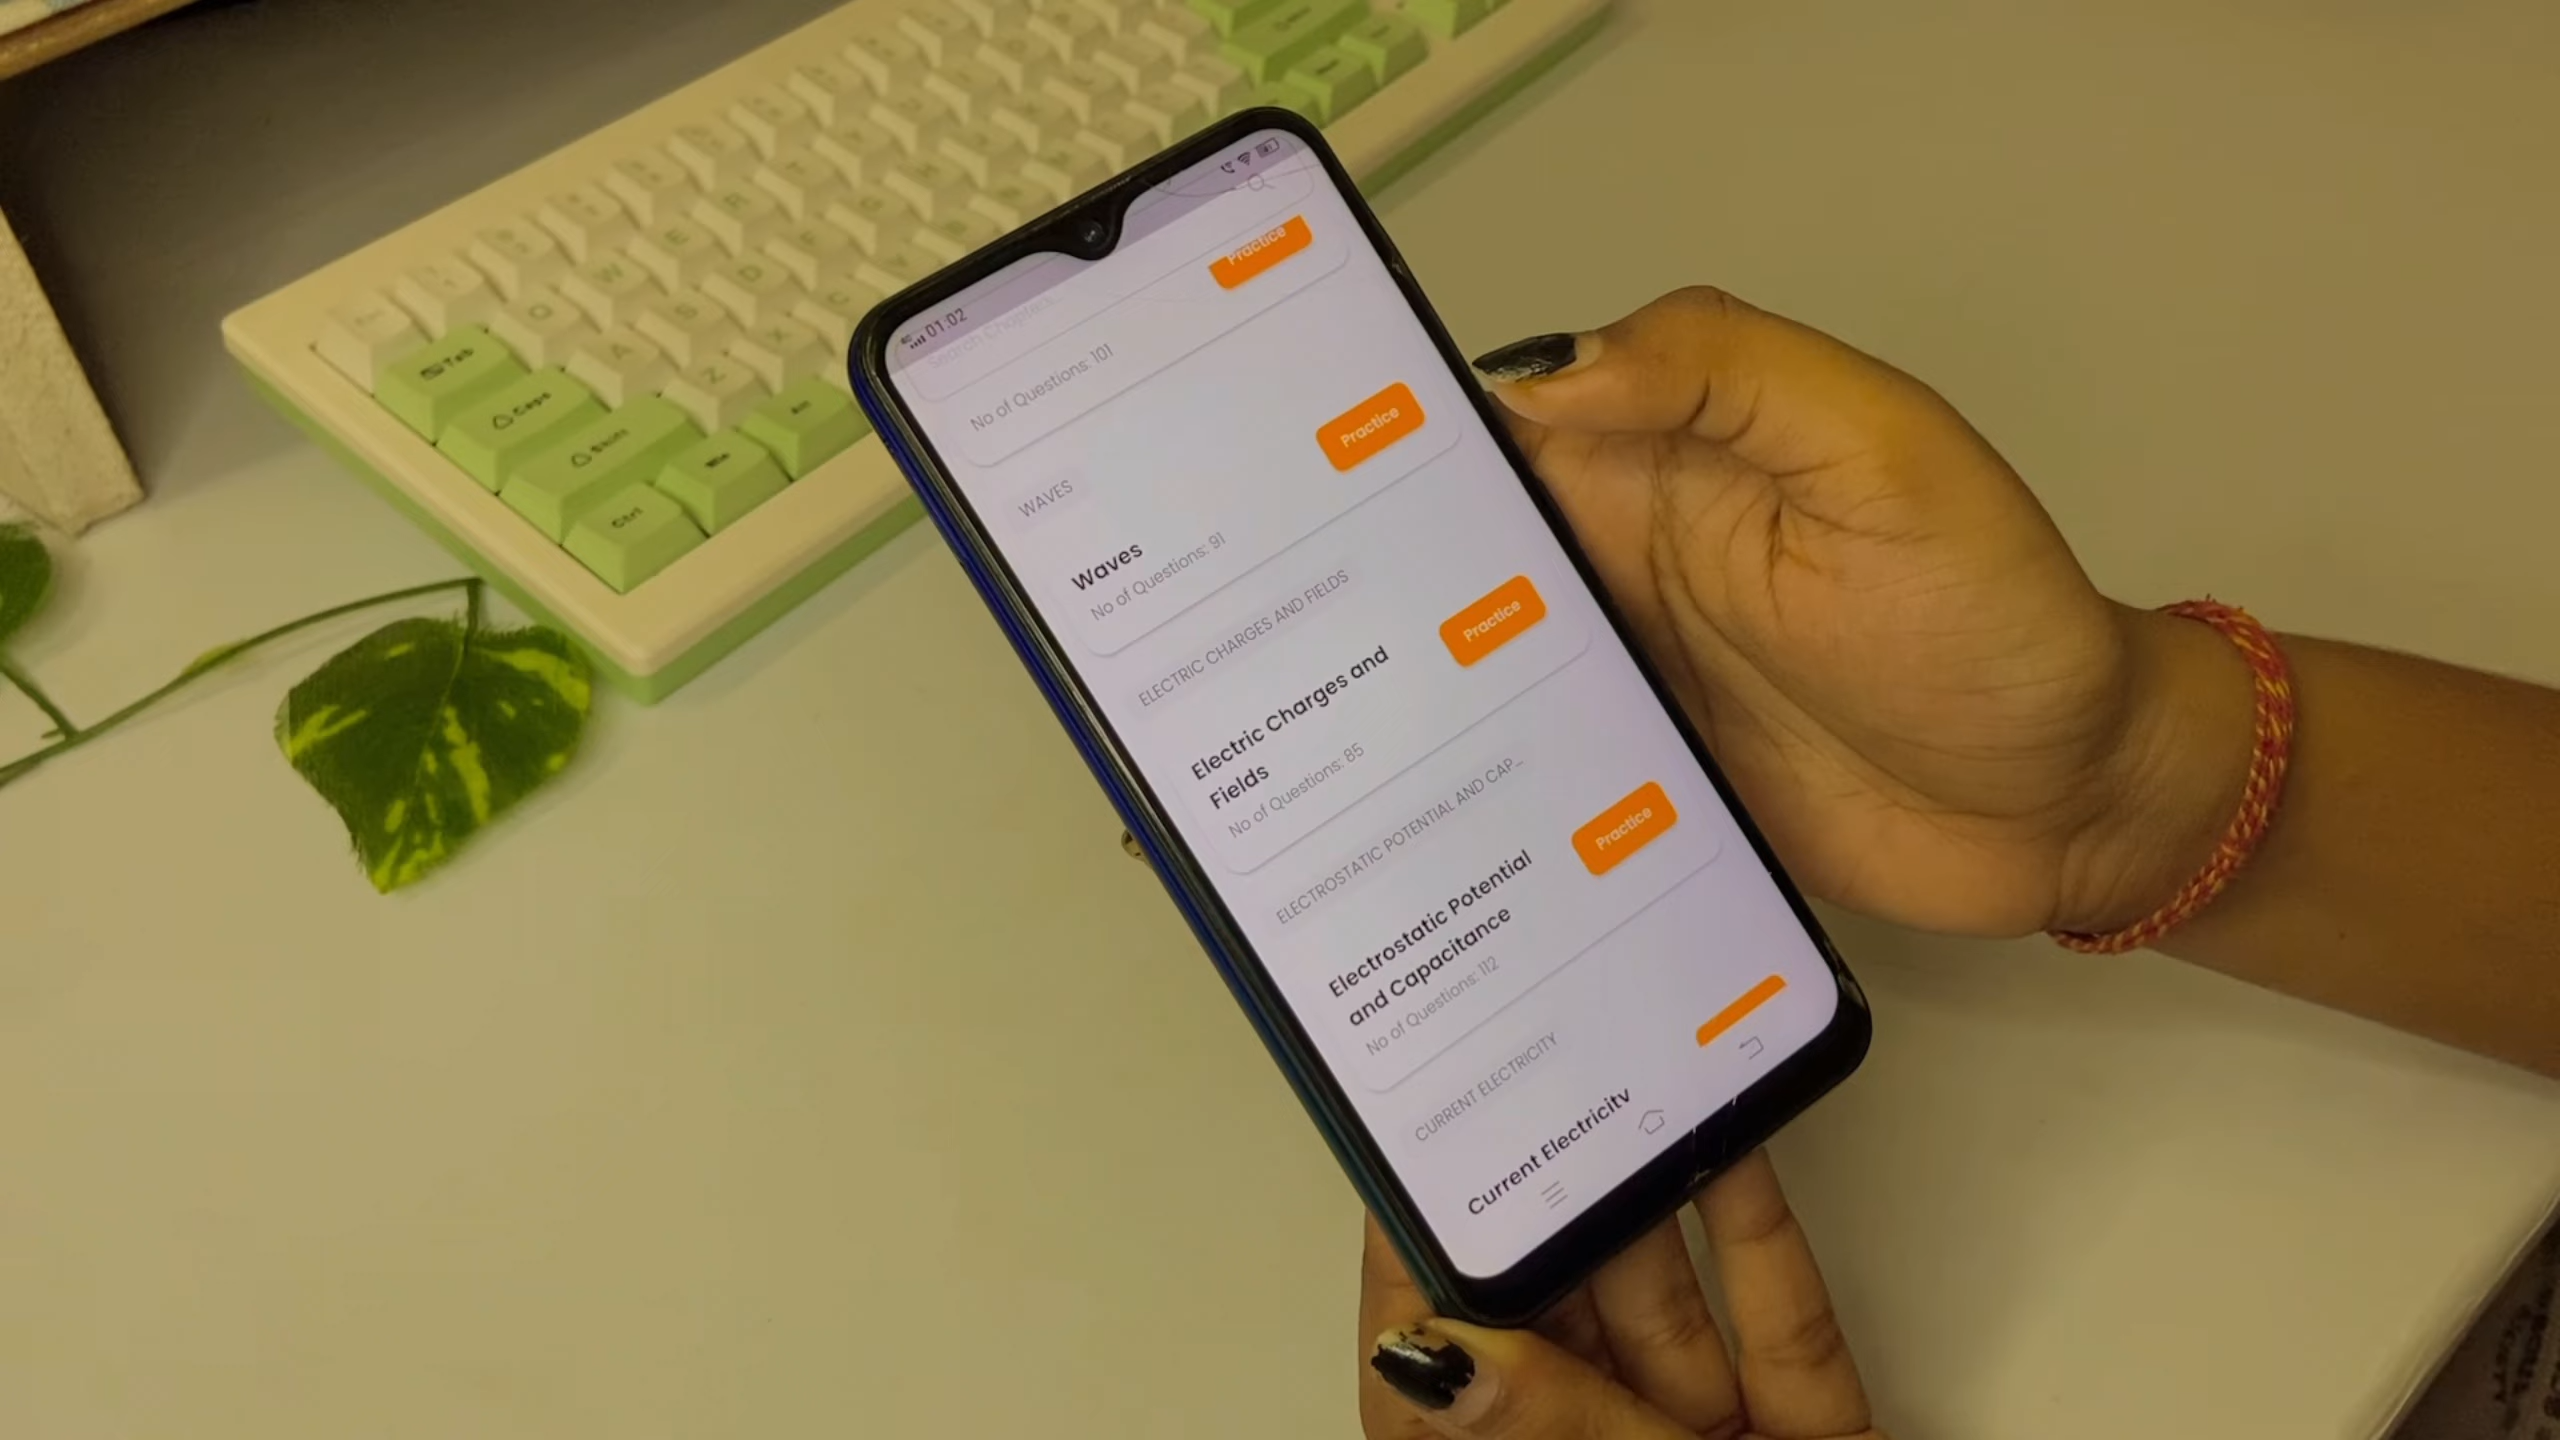 01:02
Search Chapters...
Practice
No of Questions: 101
WAVES
Practice
Waves
No of Questions: 91
ELECTRIC CHARGES AND FIELDS
Practice
Electric Charges and
Fields
No of Questions: 85
ELECTROSTATIC POTENTIAL AND CAP...
Practice
Electrostatic Potential
and Capacitance
No of Questions: 112
CURRENT ELECTRICITY
Current Electricity
Tab
Q W E R T
Caps
A S D F G
Shift
Z X C V B
Ctrl
Alt